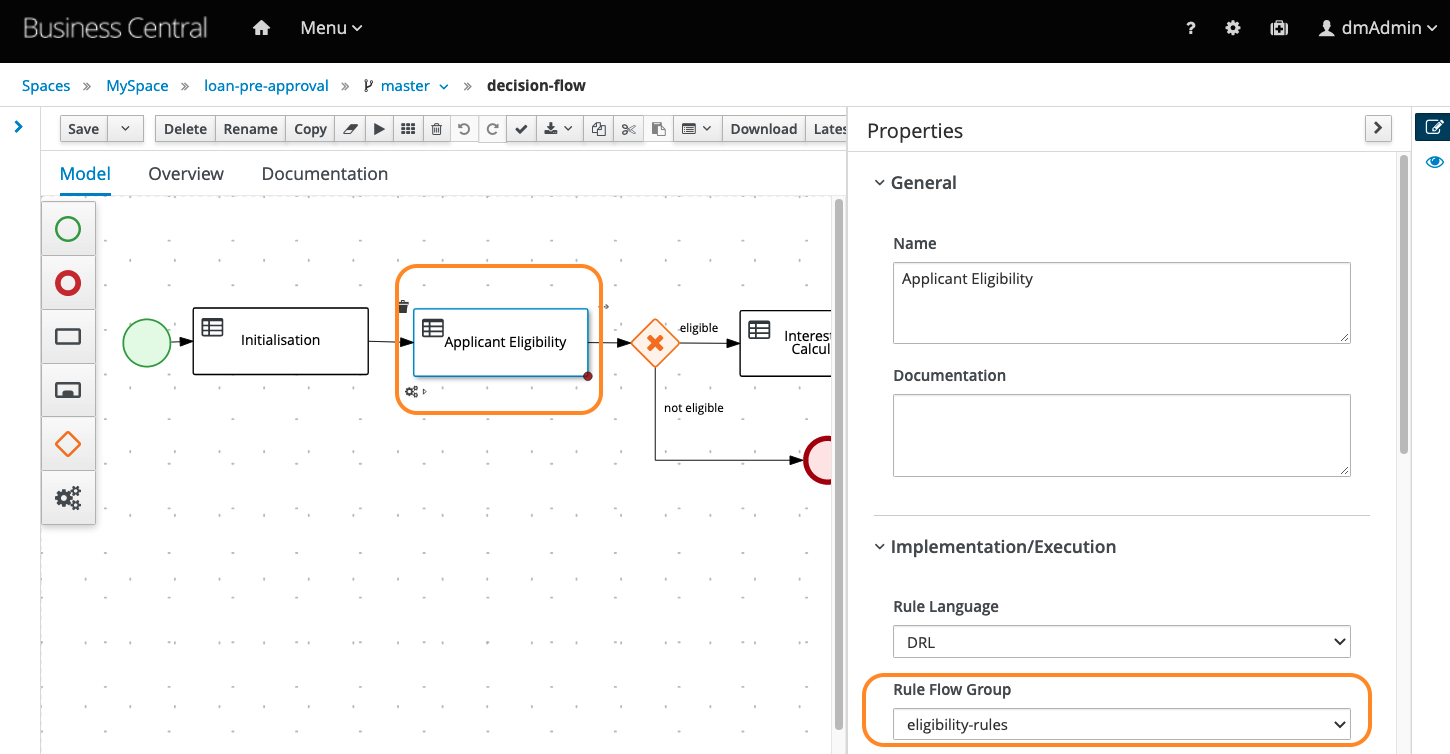 Business Central
Menu
?
dmAdmin
Spaces » MySpace » loan-pre-approval » master » decision-flow
Save
Delete
Rename
Copy
Download
Lates
Model
Overview
Documentation
Initialisation
Applicant Eligibility
eligible
Interes
Calcul
not eligible
Properties
General
Name
Applicant Eligibility
Documentation
Implementation/Execution
Rule Language
DRL
Rule Flow Group
eligibility-rules